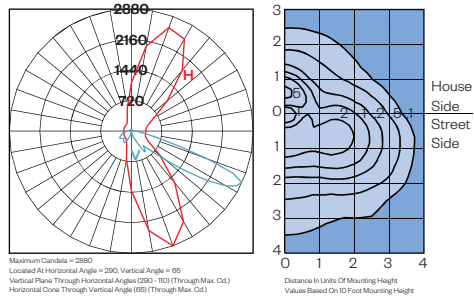 2880
2160
1440
720
H
Maximum Candela = 2880
Located At Horizontal Angle = 290, Vertical Angle = 65
Vertical Plane Through Horizontal Angles (290 - 110) (Through Max. Cd.)
Horizontal Cone Through Vertical Angle (65) (Through Max. Cd.)
3
2
1
0
1
2
3
4
5
1
2 .1 .2 .5 .1
House
Side
Street
Side
0 1 2 3 4
Distance In Units Of Mounting Height
Values Based On 10 Foot Mounting Height